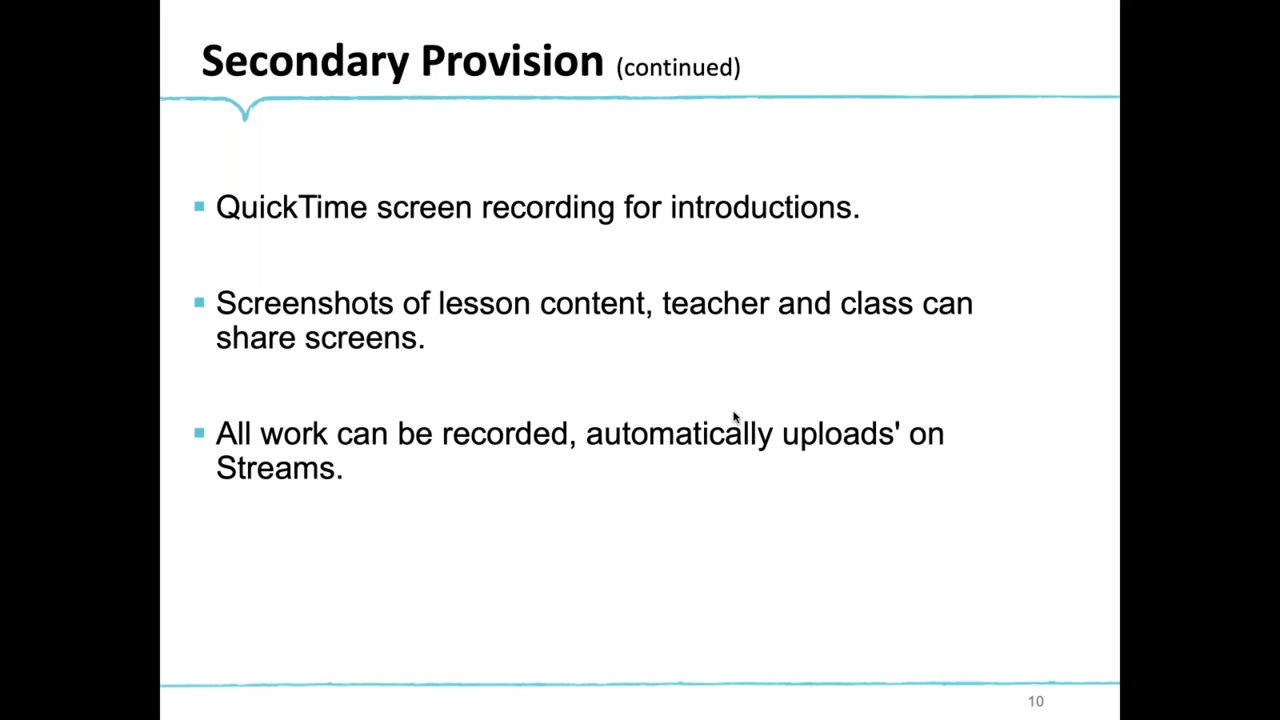 Secondary Provision (continued)
QuickTime screen recording for introductions.
Screenshots of lesson content, teacher and class can
share screens.
All work can be recorded, automatically uploads' on
Streams.
10